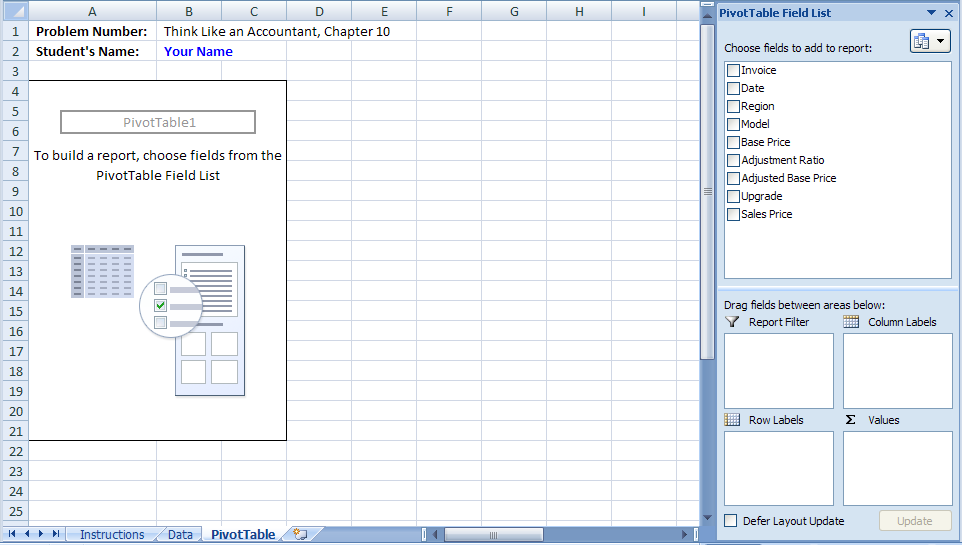 A B C D E F G H I
1 Problem Number: Think Like an Accountant, Chapter 10
2 Student's Name: Your Name
3
4
5
PivotTable1
6
7
To build a report, choose fields from the
8
PivotTable Field List
9
10
11
12
13
14
15
16
17
18
19
20
21
22
23
24
25
Instructions Data PivotTable
PivotTable Field List
Choose fields to add to report:
Invoice
Date
Region
Model
Base Price
Adjustment Ratio
Adjusted Base Price
Upgrade
Sales Price
Drag fields between areas below:
Report Filter Column Labels
Row Labels Σ Values
Defer Layout Update Update